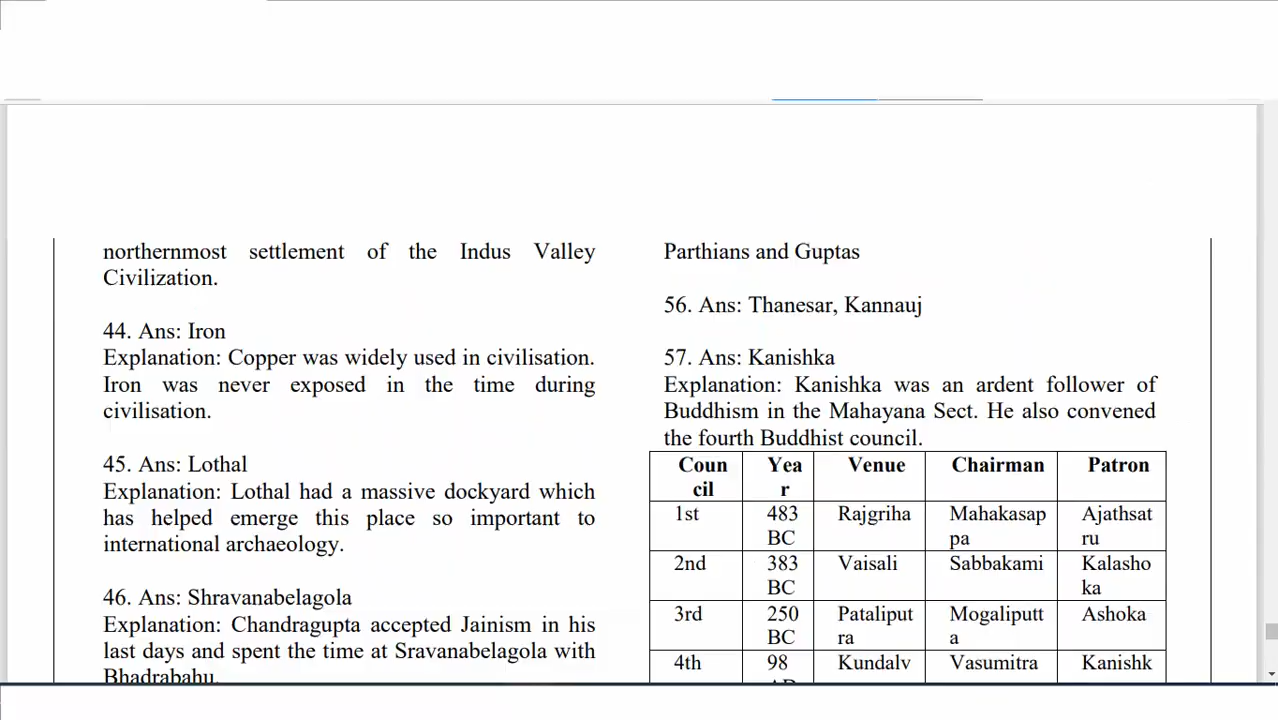 northernmost settlement of the Indus Valley
Civilization.
44. Ans: Iron
Explanation: Copper was widely used in civilisation.
Iron was never exposed in the time during
civilisation.
45. Ans: Lothal
Explanation: Lothal had a massive dockyard which
has helped emerge this place so important to
international archaeology.
46. Ans: Shravanabelagola
Explanation: Chandragupta accepted Jainism in his
last days and spent the time at Sravanabelagola with
Bhadrabahu.
Parthians and Guptas
56. Ans: Thanesar, Kannauj
57. Ans: Kanishka
Explanation: Kanishka was an ardent follower of
Buddhism in the Mahayana Sect. He also convened
the fourth Buddhist council.
Coun Yea Venue Chairman Patron
cil r
1st 483 Rajgriha Mahakasap Ajathsat
BC pa ru
2nd 383 Vaisali Sabbakami Kalasho
BC ka
3rd 250 Pataliput Mogaliputt Ashoka
BC ra a
4th 98 Kundalv Vasumitra Kanishk
AD